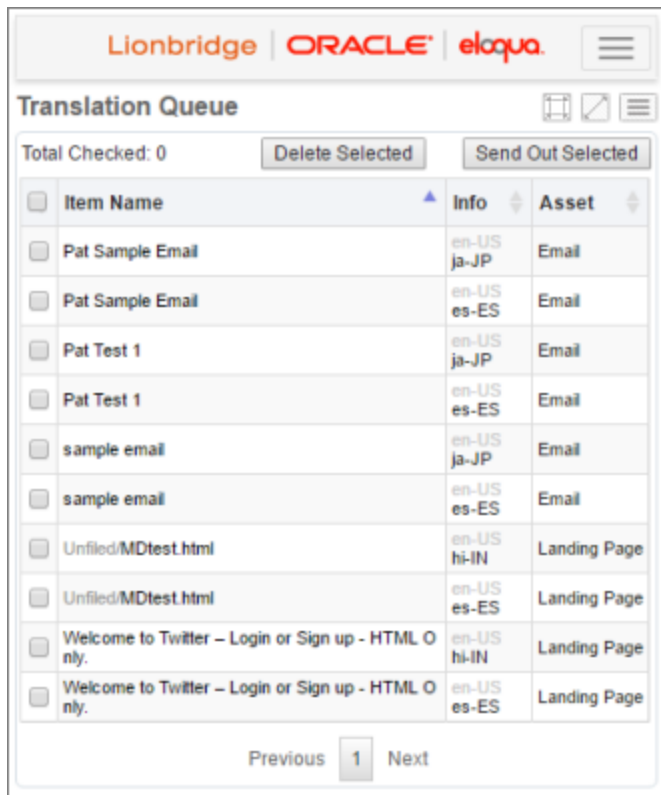 Lionbridge ORACLE eloqua.
Translation Queue
Total Checked: 0 Delete Selected Send Out Selected
Item Name Info Asset
Pat Sample Email en-US Email
ja-JP
Pat Sample Email en-US Email
es-ES
Pat Test 1 en-US Email
ja-JP
Pat Test 1 en-US Email
es-ES
sample email en-US Email
ja-JP
sample email en-US Email
es-ES
Unfiled/MDtest.html en-US Landing Page
hi-IN
Unfiled/MDtest.html en-US Landing Page
es-ES
Welcome to Twitter – Login or Sign up - HTML O en-US Landing Page
nly. hi-IN
Welcome to Twitter – Login or Sign up - HTML O en-US Landing Page
nly. es-ES
Previous 1 Next